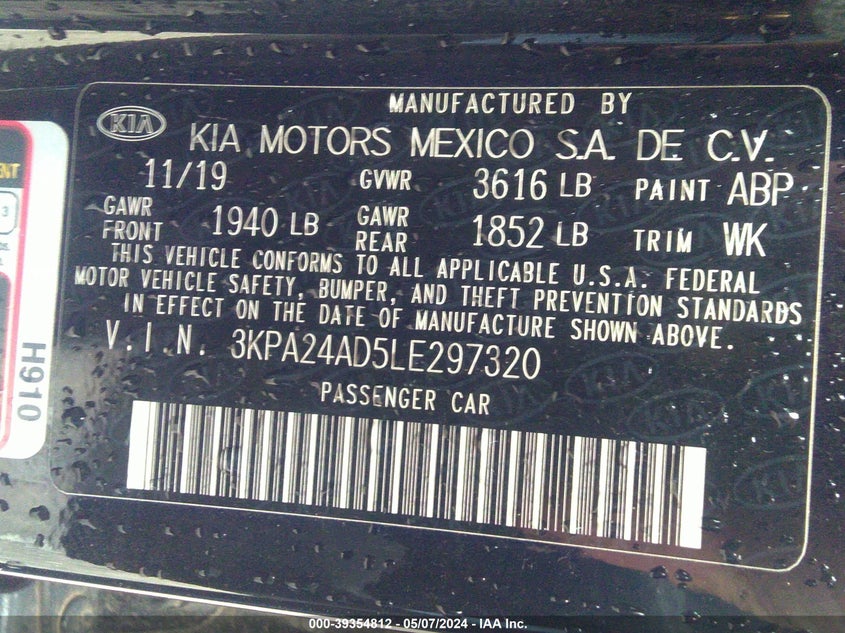 MANUFACTURED BY
KIA
KIA MOTORS MEXICO S.A. DE C.V.
11/19 GVWR 3616 LB PAINT ABP
GAWR FRONT 1940 LB GAWR REAR 1852 LB TRIM WK
THIS VEHICLE CONFORMS TO ALL APPLICABLE U.S.A. FEDERAL
MOTOR VEHICLE SAFETY, BUMPER, AND THEFT PREVENTION STANDARDS
IN EFFECT ON THE DATE OF MANUFACTURE SHOWN ABOVE.
V.I.N. 3KPA24AD5LE297320
PASSENGER CAR
H910
3
000-39354812 - 05/07/2024 - IAA Inc.